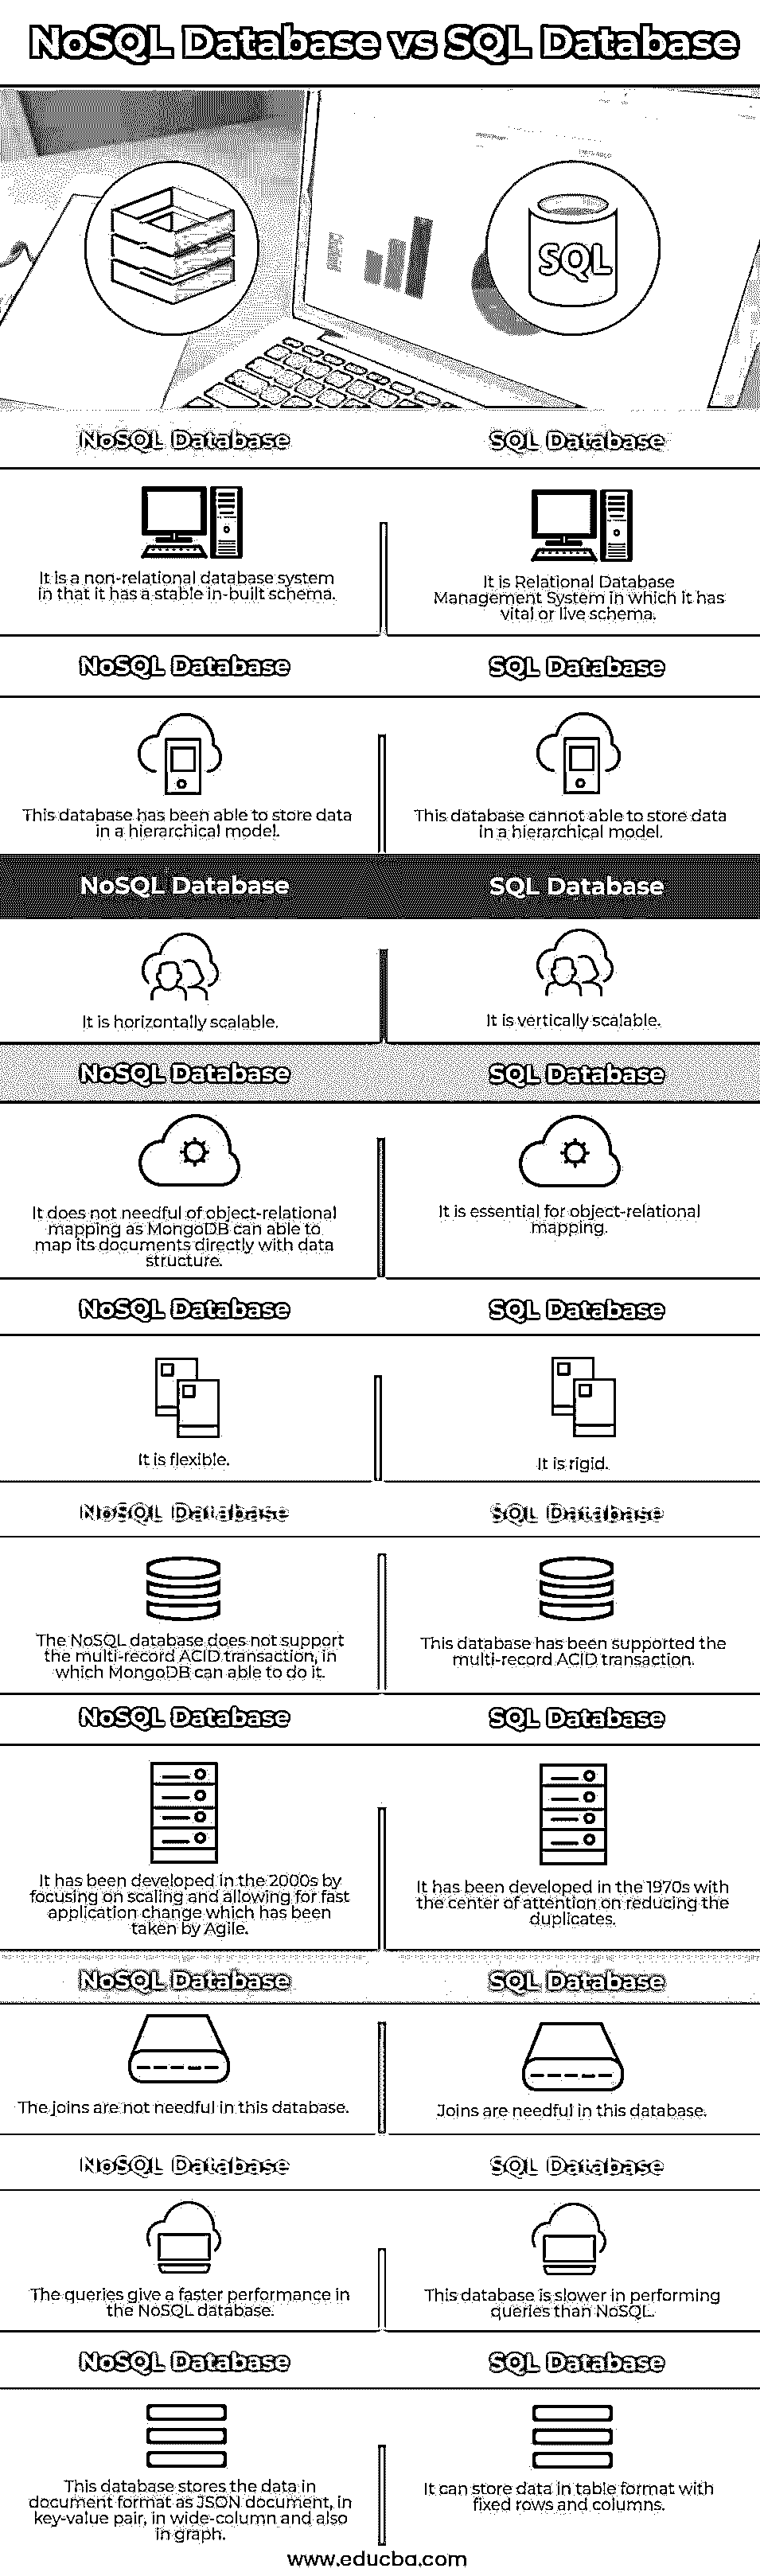 NoSQL Database vs SQL Database
SQL
NoSQL Database
SQL Database
It is a non-relational database system
in that it has a stable in-built schema.
It is Relational Database
Management System in which it has
vital or live schema.
NoSQL Database
SQL Database
This database has been able to store data
in a hierarchical model.
This database cannot able to store data
in a hierarchical model.
NoSQL Database
SQL Database
It is horizontally scalable.
It is vertically scalable.
NoSQL Database
SQL Database
It does not needful of object-relational
mapping as MongoDB can able to
map its documents directly with data
structure.
It is essential for object-relational
mapping.
NoSQL Database
SQL Database
It is flexible.
It is rigid.
NoSQL Database
SQL Database
The NoSQL database does not support
the multi-record ACID transaction, in
which MongoDB can able to do it.
This database has been supported the
multi-record ACID transaction.
NoSQL Database
SQL Database
It has been developed in the 2000s by
focusing on scaling and allowing for fast
application change which has been
taken by Agile.
It has been developed in the 1970s with
the center of attention on reducing the
duplicates.
NoSQL Database
SQL Database
The joins are not needful in this database.
Joins are needful in this database.
NoSQL Database
SQL Database
The queries give a faster performance in
the NoSQL database.
This database is slower in performing
queries than NoSQL.
NoSQL Database
SQL Database
This database stores the data in
document format as JSON document, in
key-value pair, in wide-column and also
in graph.
It can store data in table format with
fixed rows and columns.
www.educba.com